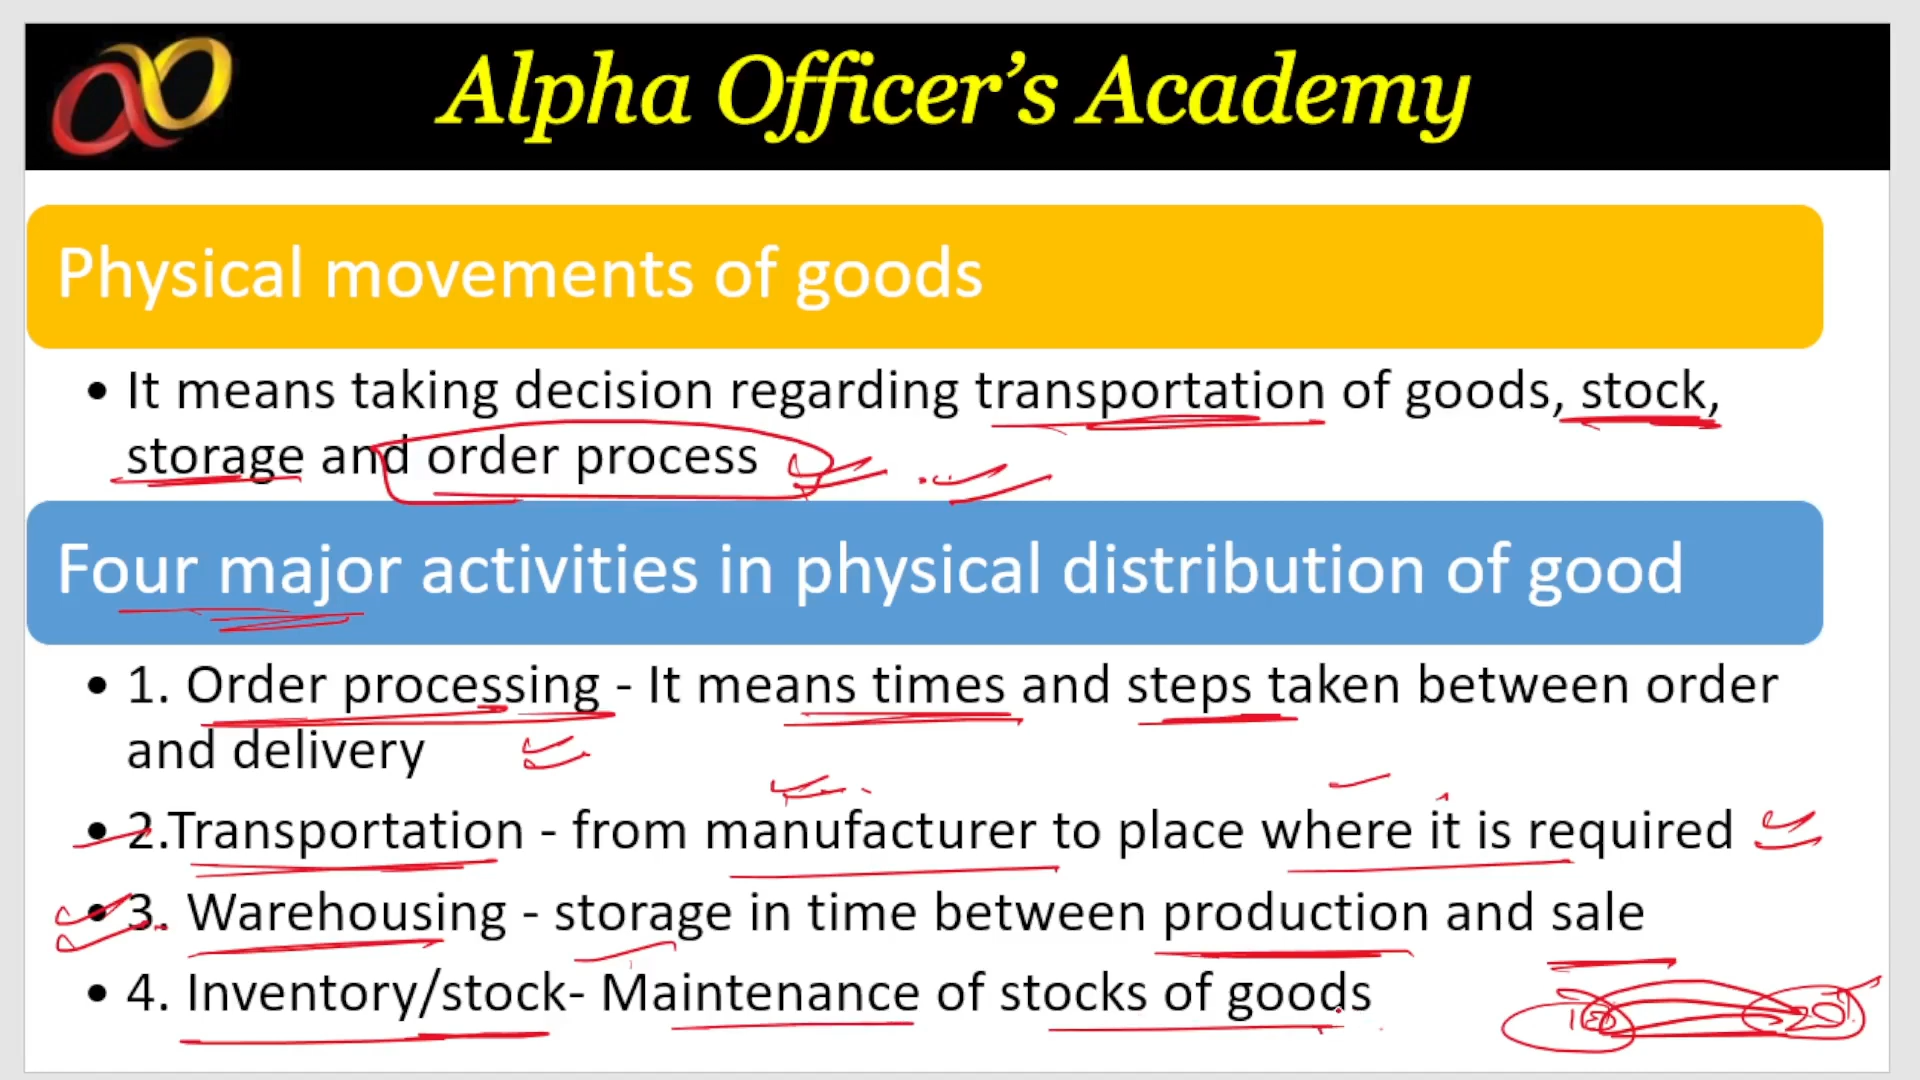 Alpha Officer’s Academy
Physical movements of goods
• It means taking decision regarding transportation of goods, stock,
storage and order process
Four major activities in physical distribution of good
• 1. Order processing - It means times and steps taken between order
and delivery
• 2.Transportation - from manufacturer to place where it is required
• 3. Warehousing - storage in time between production and sale
• 4. Inventory/stock- Maintenance of stocks of goods